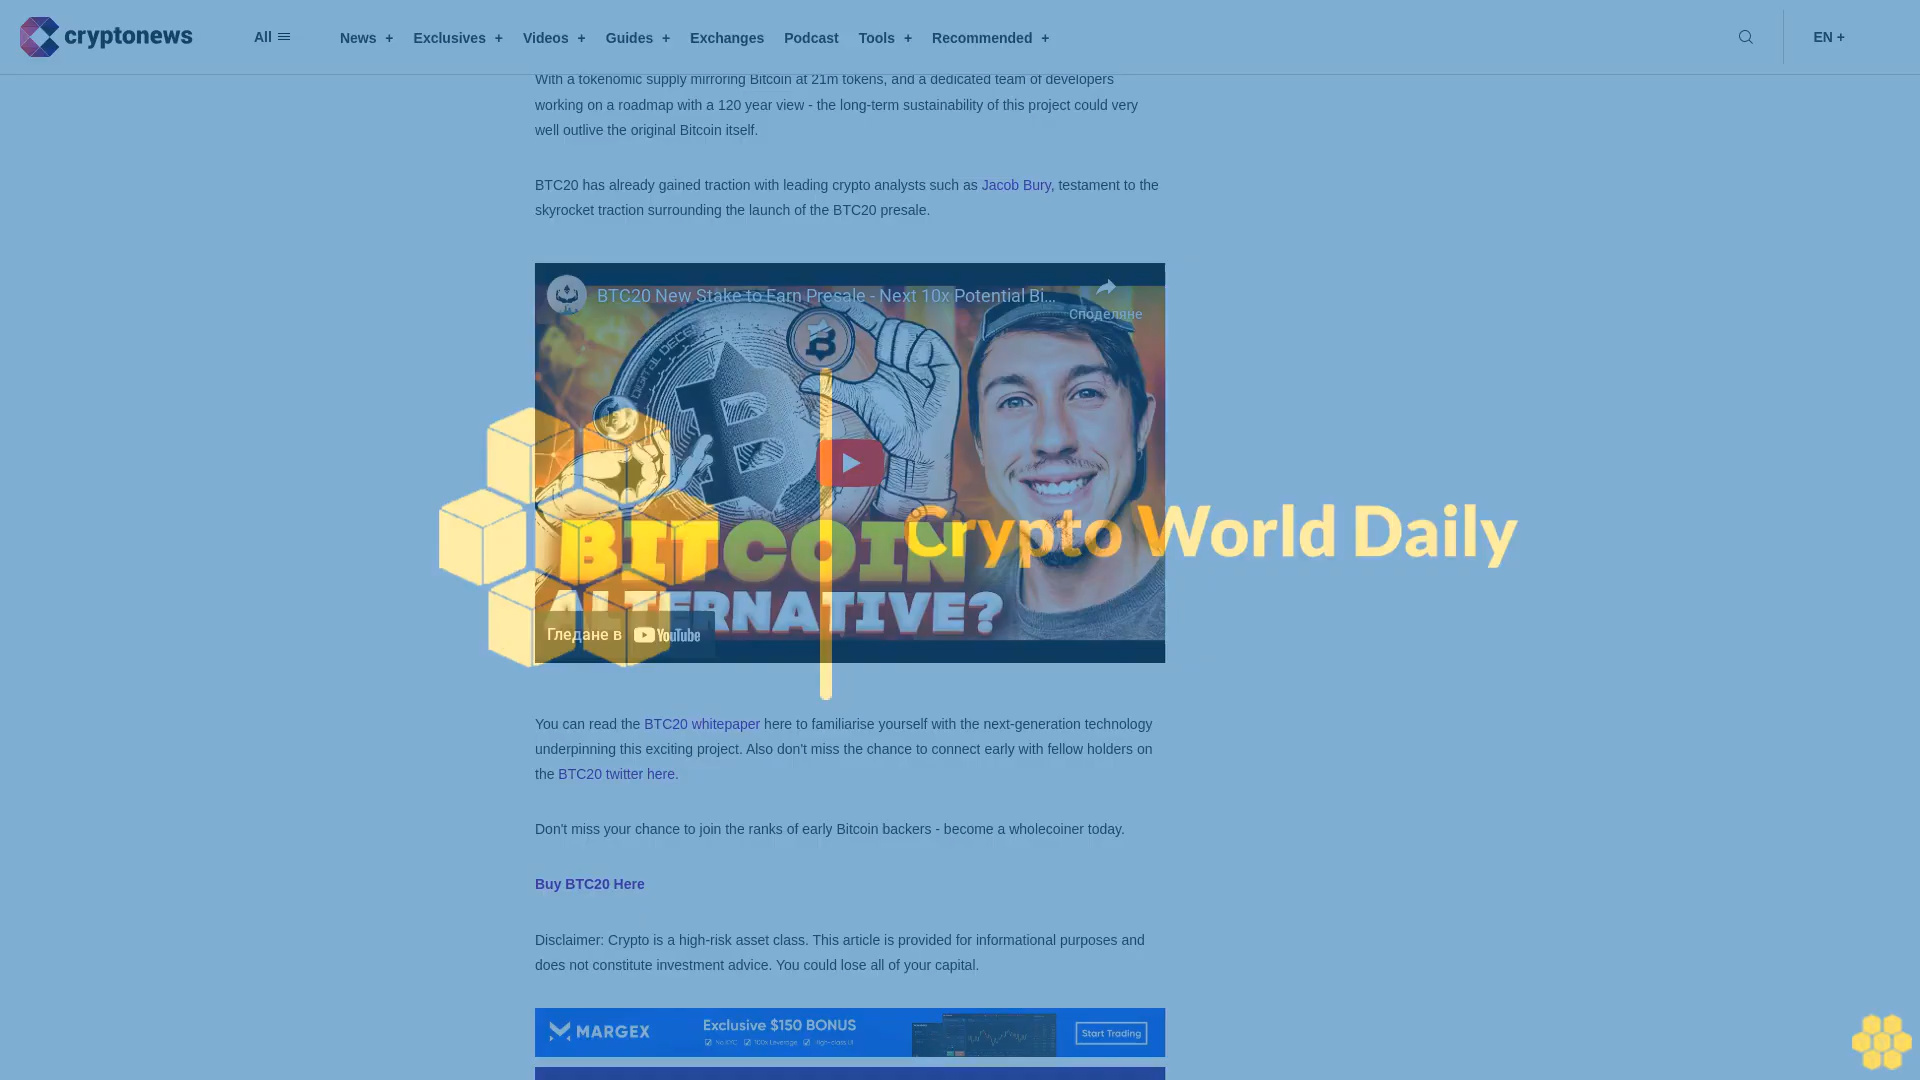 cryptonews
All
News + Exclusives + Videos + Guides + Exchanges Podcast Tools + Recommended +
EN +
With a tokenomic supply mirroring Bitcoin at 21m tokens, and a dedicated team of developers
working on a roadmap with a 120 year view - the long-term sustainability of this project could very
well outlive the original Bitcoin itself.
BTC20 has already gained traction with leading crypto analysts such as Jacob Bury, testament to the
skyrocket traction surrounding the launch of the BTC20 presale.
BTC20 New Stake to Earn Presale - Next 10x Potential Bi...
Споделяне
BITCOIN
ALTERNATIVE?
Crypto World Daily
Гледане в YouTube
You can read the BTC20 whitepaper here to familiarise yourself with the next-generation technology
underpinning this exciting project. Also don't miss the chance to connect early with fellow holders on
the BTC20 twitter here.
Don't miss your chance to join the ranks of early Bitcoin backers - become a wholecoiner today.
Buy BTC20 Here
Disclaimer: Crypto is a high-risk asset class. This article is provided for informational purposes and
does not constitute investment advice. You could lose all of your capital.
MARGEX
Exclusive $150 BONUS
No KYC 100x Leverage High-class UI
Start Trading